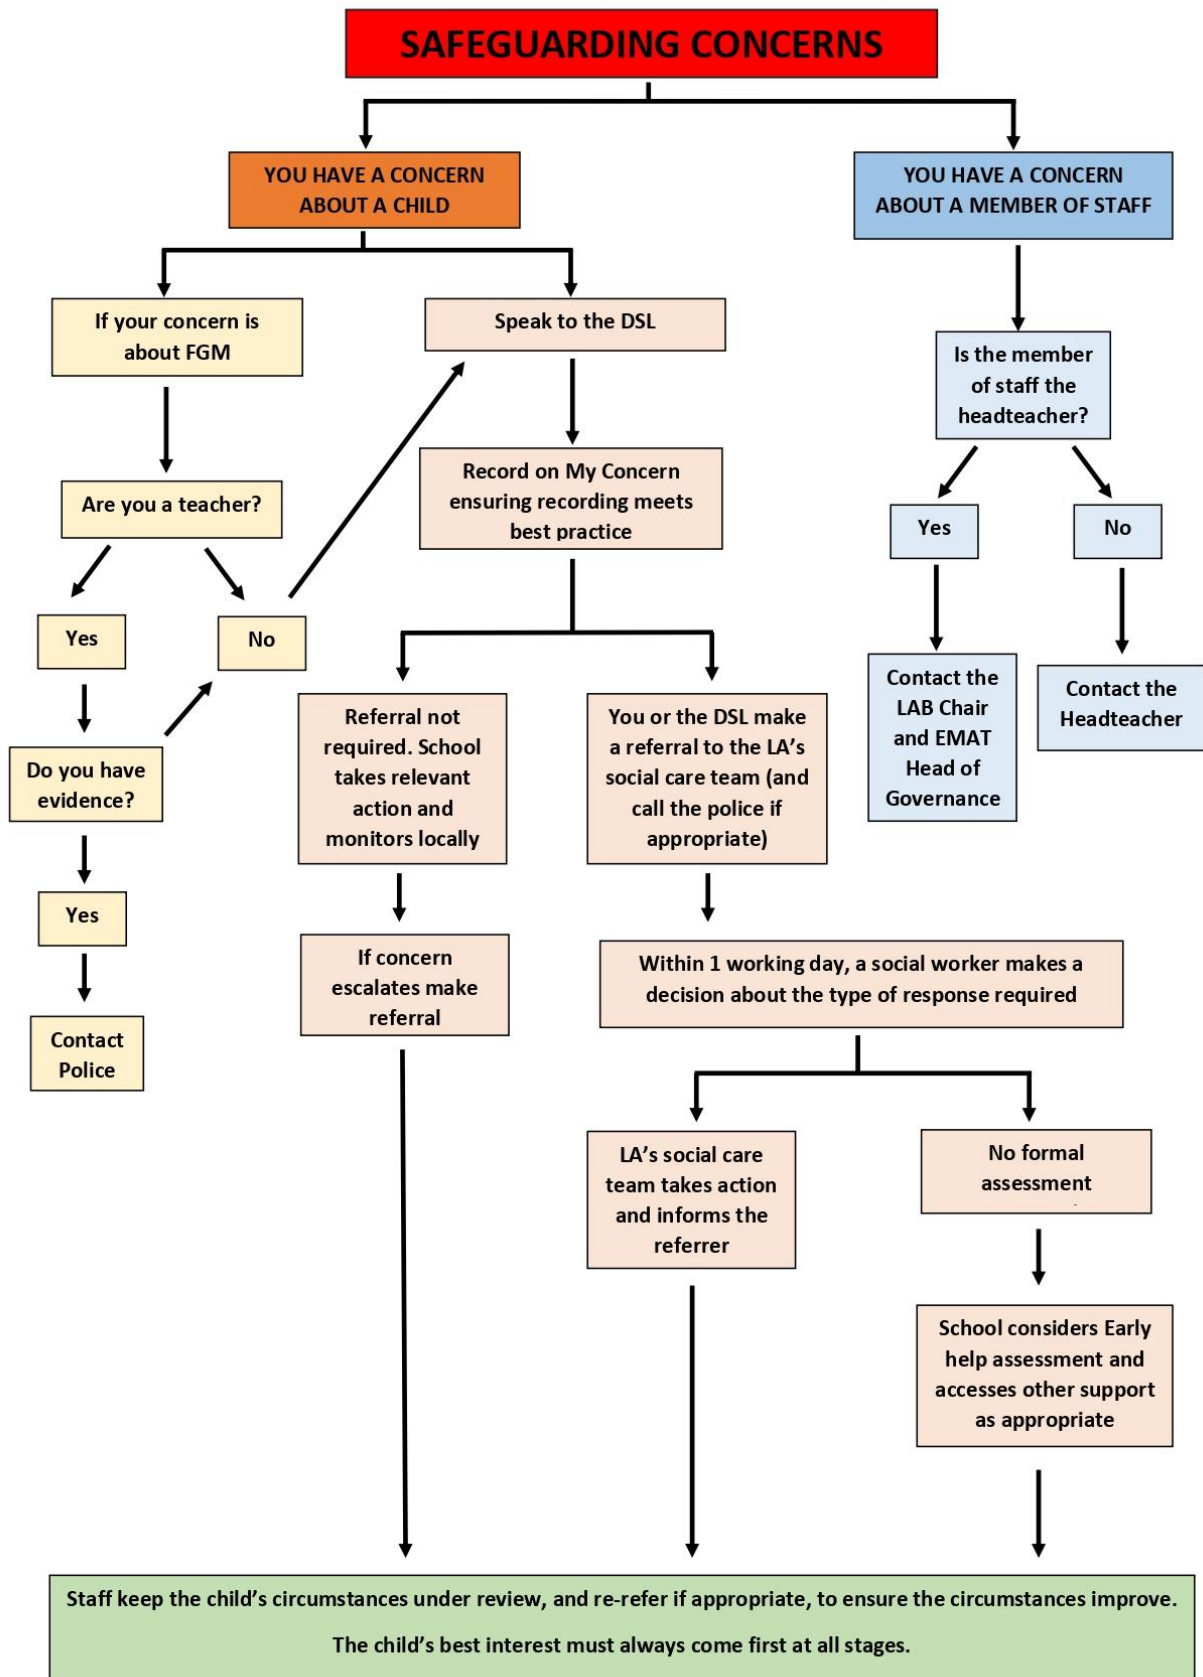 SAFEGUARDING CONCERNS
YOU HAVE A CONCERN
ABOUT A CHILD
YOU HAVE A CONCERN
ABOUT A MEMBER OF STAFF
If your concern is
about FGM
Speak to the DSL
Is the member
of staff the
headteacher?
Are you a teacher?
Record on My Concern
ensuring recording meets
best practice
Yes
No
Yes
No
Do you have
evidence?
Referral not
required. School
takes relevant
action and
monitors locally
You or the DSL make
a referral to the LA’s
social care team (and
call the police if
appropriate)
Contact the
LAB Chair
and EMAT
Head of
Governance
Contact the
Headteacher
Yes
If concern
escalates make
referral
Within 1 working day, a social worker makes a
decision about the type of response required
Contact
Police
LA’s social care
team takes action
and informs the
referrer
No formal
assessment
School considers Early
help assessment and
accesses other support
as appropriate
Staff keep the child’s circumstances under review, and re-refer if appropriate, to ensure the circumstances improve.
The child’s best interest must always come first at all stages.